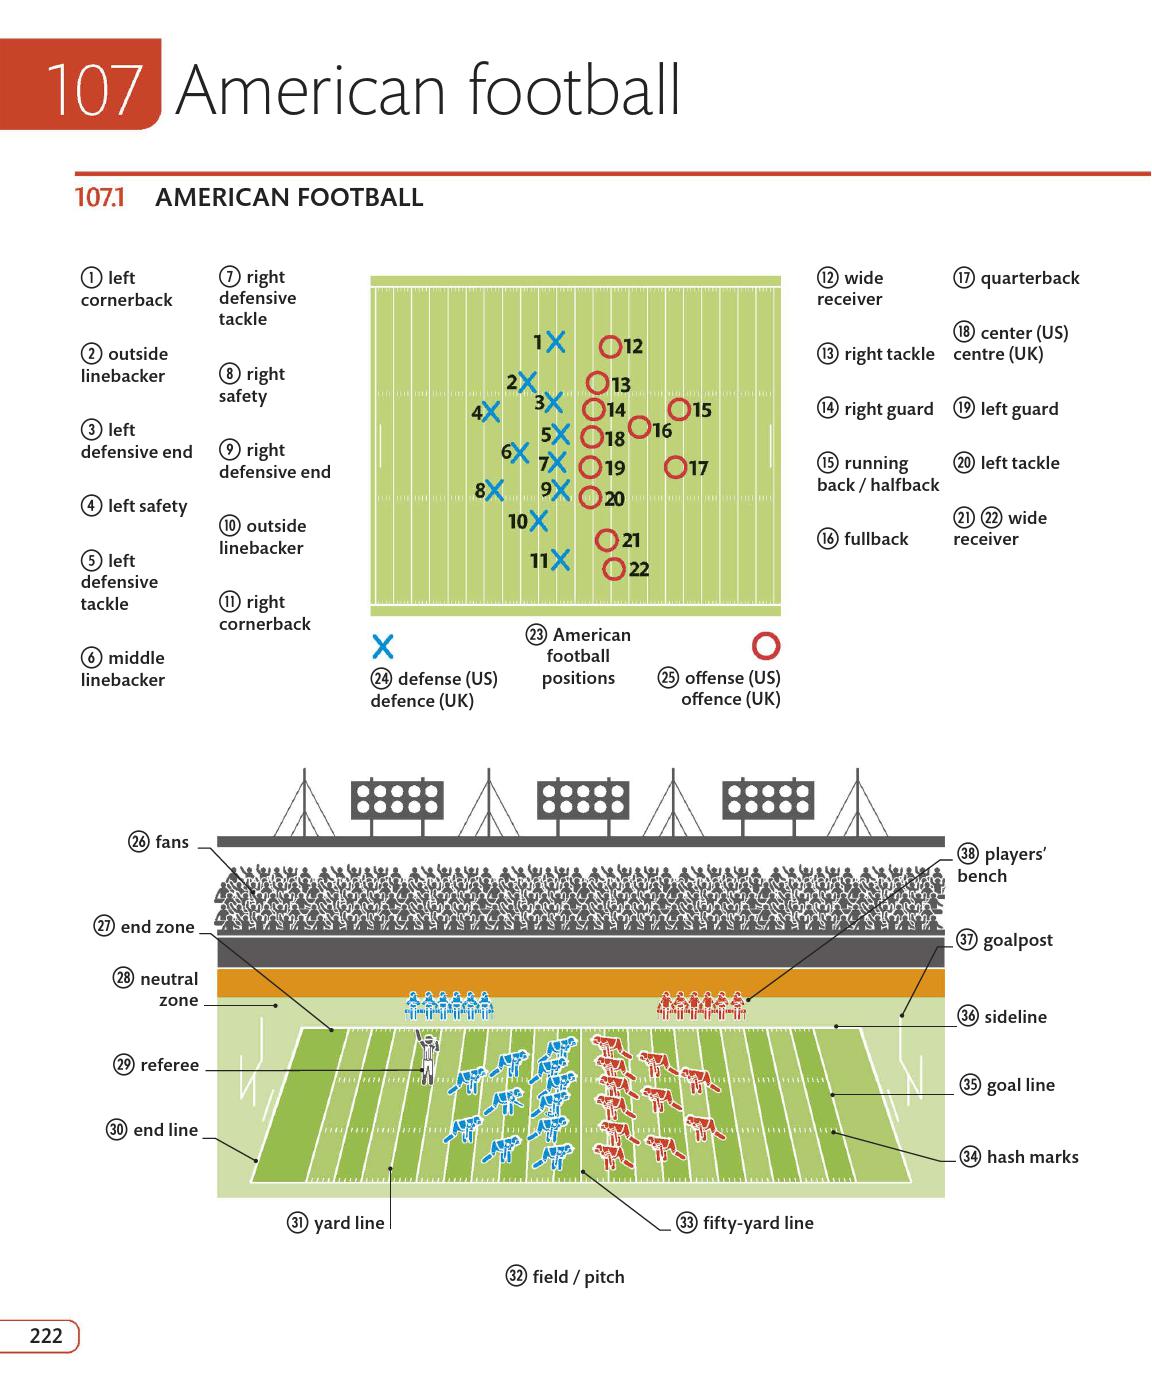 107 American football
107.1 AMERICAN FOOTBALL
① left
cornerback
② outside
linebacker
③ left
defensive end
④ left safety
⑤ left
defensive
tackle
⑥ middle
linebacker
⑦ right
defensive
tackle
⑧ right
safety
⑨ right
defensive end
⑩ outside
linebacker
⑪ right
cornerback
1
12
2
13
3
4
14
15
5
18
16
6
7
19
17
8
9
20
10
21
11
22
㉔ defense (US)
defence (UK)
㉓ American
football
positions
㉕ offense (US)
offence (UK)
⑫ wide
receiver
⑬ right tackle
⑭ right guard
⑮ running
back / halfback
⑯ fullback
⑰ quarterback
⑱ center (US)
centre (UK)
⑲ left guard
⑳ left tackle
㉑ ㉒ wide
receiver
㉖ fans
㉗ end zone
㉘ neutral
zone
㉙ referee
㉚ end line
㉛ yard line
㉜ field / pitch
㉝ fifty-yard line
㊳ players’
bench
㊲ goalpost
㊱ sideline
㉟ goal line
㉞ hash marks
222